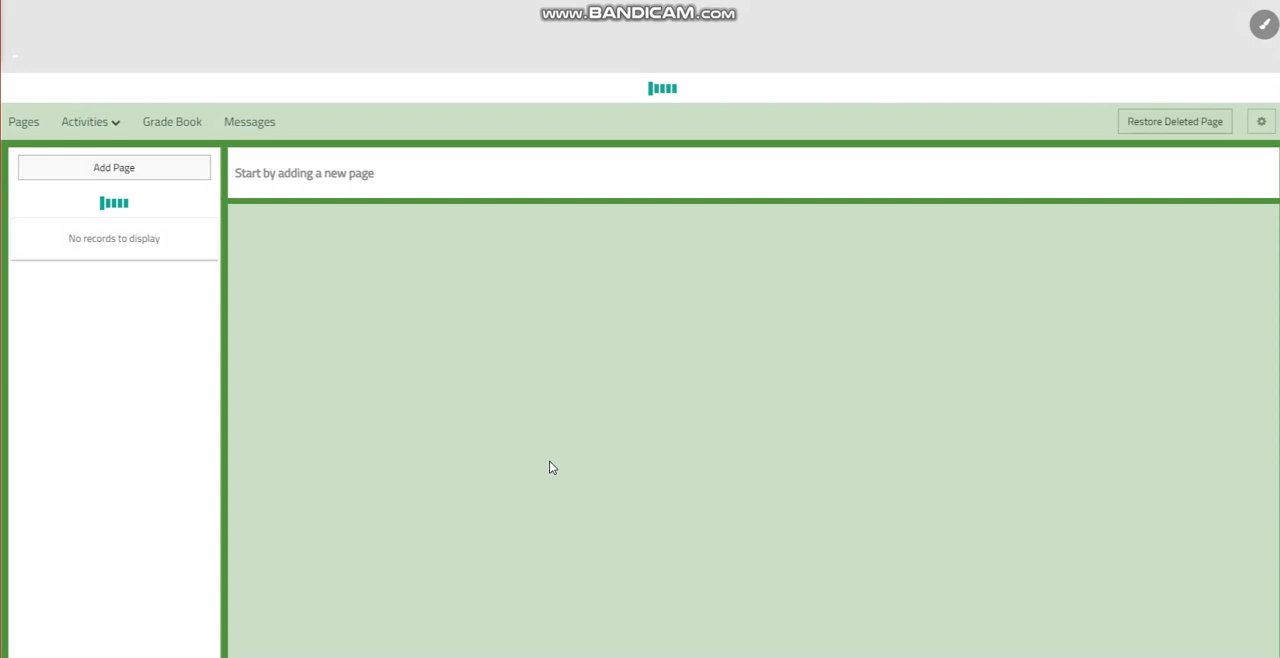 www.BANDICAM.com
Pages Activities Grade Book Messages Restore Deleted Page
Add Page
Start by adding a new page
No records to display